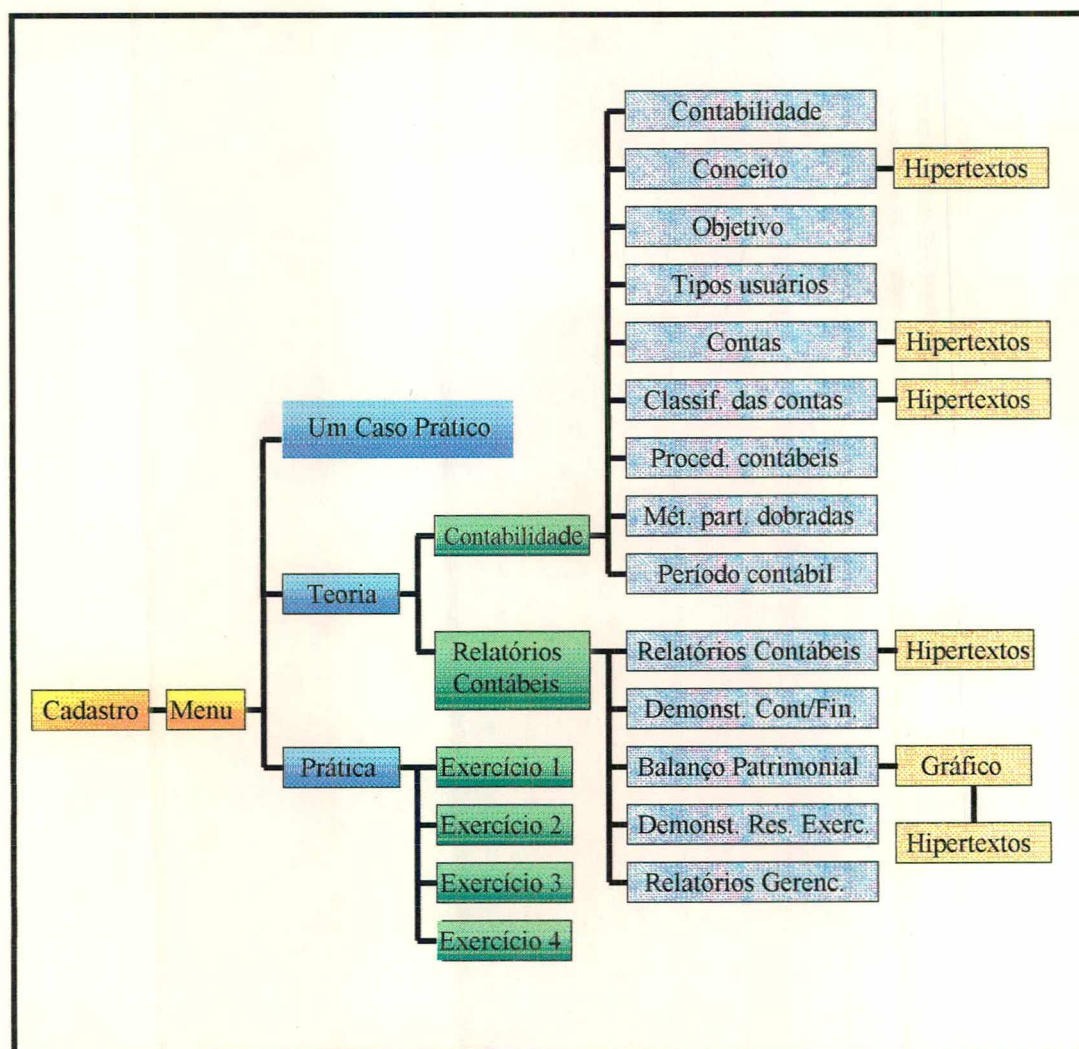 Contabilidade
Conceito
Hipertextos
Objetivo
Tipos usuários
Contas
Hipertextos
Classif. das contas
Hipertextos
Um Caso Prático
Proced. contábeis
Mét. part. dobradas
Contabilidade
Período contábil
Teoria
Relatórios
Contábeis
Relatórios Contábeis
Hipertextos
Cadastro
Menu
Demonst. Cont/Fin.
Prática
Exercício 1
Balanço Patrimonial
Gráfico
Exercício 2
Demonst. Res. Exerc.
Hipertextos
Exercício 3
Relatórios Gerenc.
Exercício 4